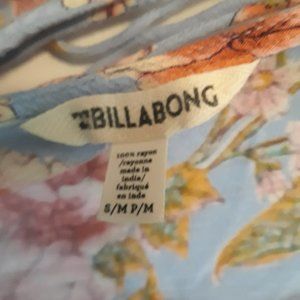 BILLABONG
100% rayon
/rayonne
made in
india/
fabriqué
en inde
S/M P/M